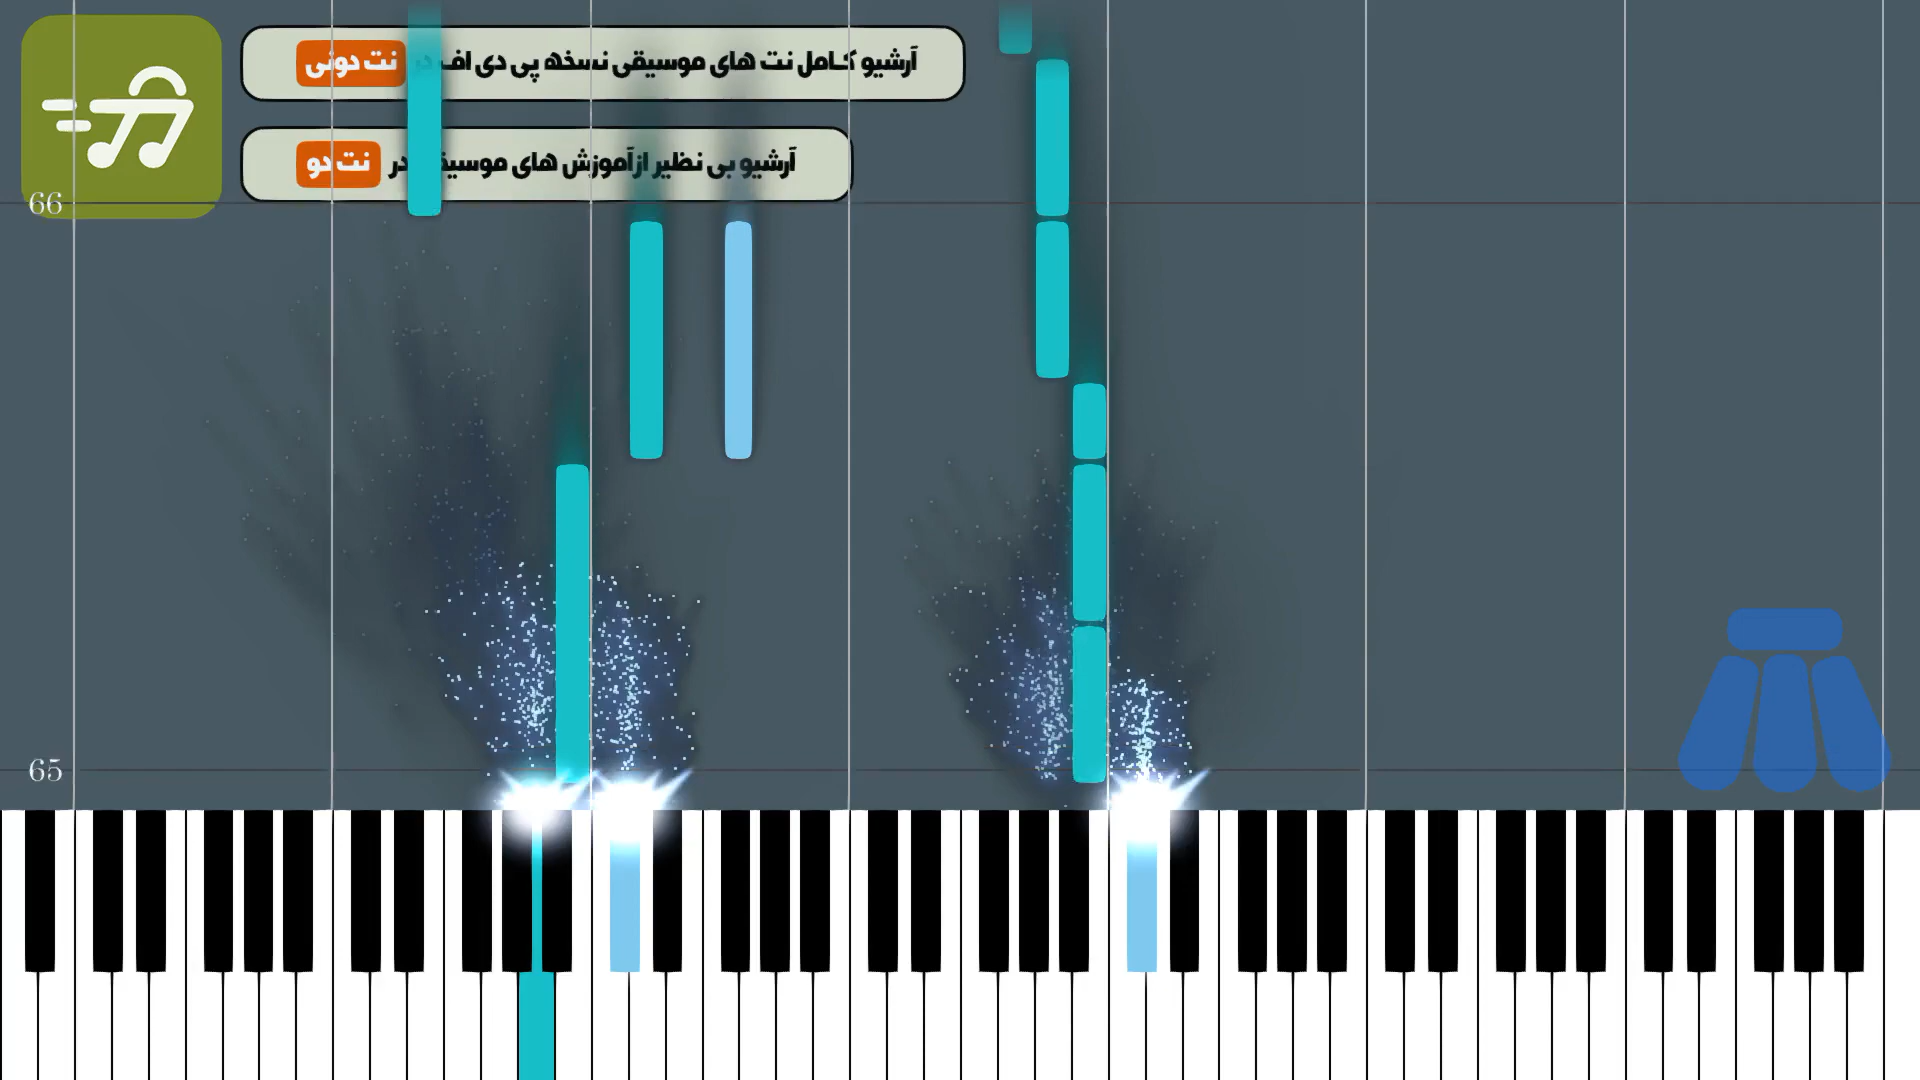 آرشیو کامل نت های موسیقی نسخه پی دی اف در نت دونی
آرشیو بی نظیر از آموزش های موسیقی در نت دو
66
65